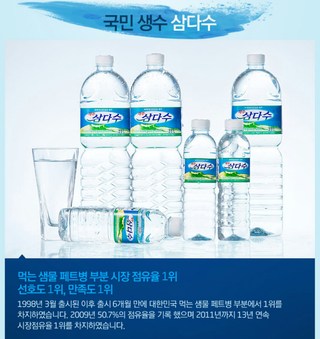 국민 생수 삼다수
삼다수
삼다수
삼다수
삼다수
삼다수
삼다수
먹는 샘물 페트병 부분 시장 점유율 1위
선호도 1위, 만족도 1위
1998년 3월 출시된 이후 출시 6개월 만에 대한민국 먹는 샘물 페트병 부분에서 1위를
차지하였습니다. 2009년 50.7%의 점유율을 기록 했으며 2011년까지 13년 연속
시장점유율 1위를 차지하였습니다.